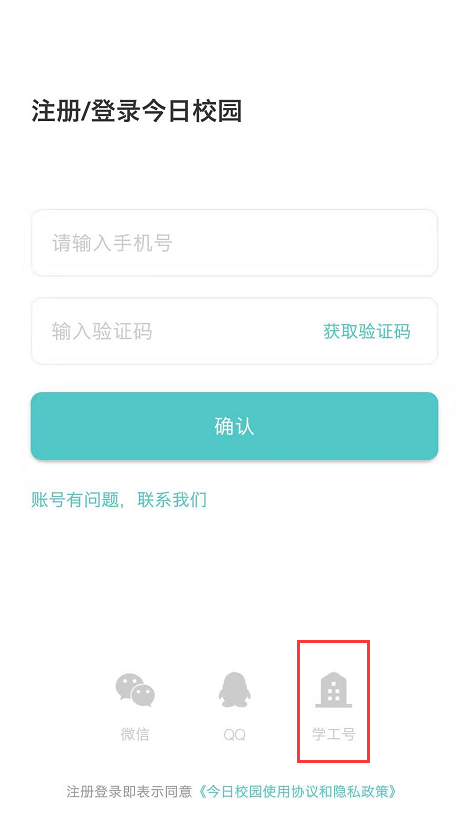 注册/登录今日校园
请输入手机号
输入验证码 获取验证码
确认
账号有问题，联系我们
微信 QQ 学工号
注册登录即表示同意《今日校园使用协议和隐私政策》